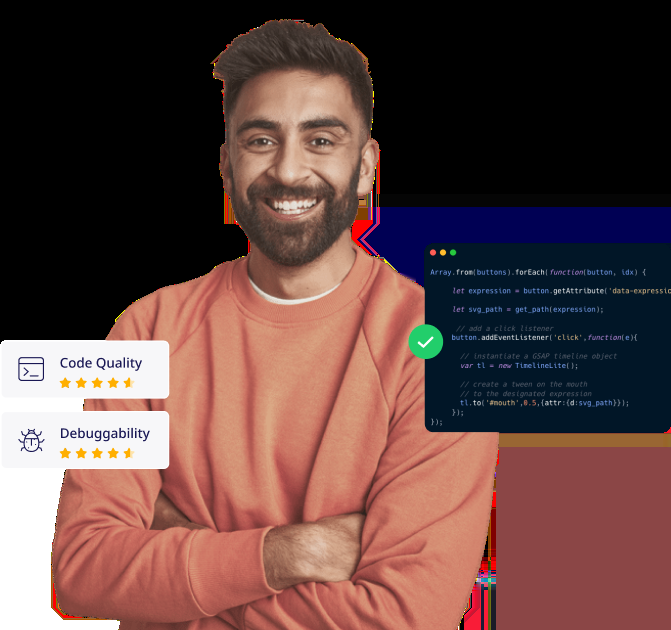 Array.from(buttons).forEach(function(button, idx) {
let expression = button.getAttribute('data-expressio
let svg_path = get_path(expression);
// add a click listener
button.addEventListener('click',function(e){
// instantiate a GSAP timeline object
var tl = new TimelineLite();
// create a tween on the mouth
// to the designated expression
tl.to('#mouth',0.5,{attr:{d:svg_path}});
});
});
Code Quality
Debuggability